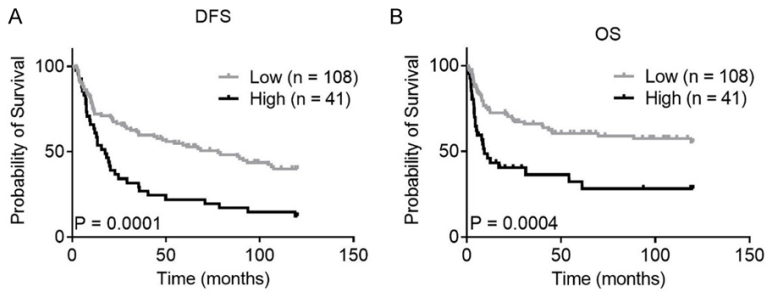 A
DFS
Probability of Survival
100
50
0
Low (n = 108)
High (n = 41)
P = 0.0001
0
50
100
150
Time (months)
B
OS
Probability of Survival
100
50
0
Low (n = 108)
High (n = 41)
P = 0.0004
0
50
100
150
Time (months)